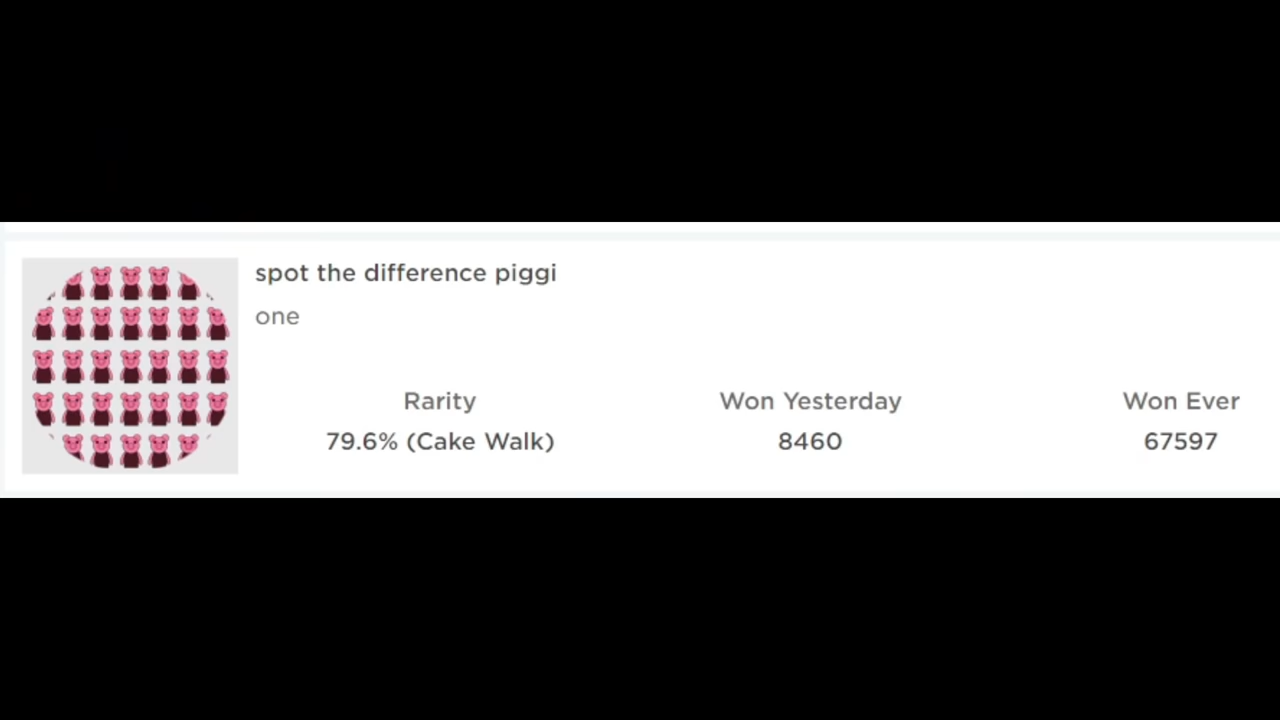 spot the difference piggi
one
Rarity Won Yesterday Won Ever
79.6% (Cake Walk) 8460 67597